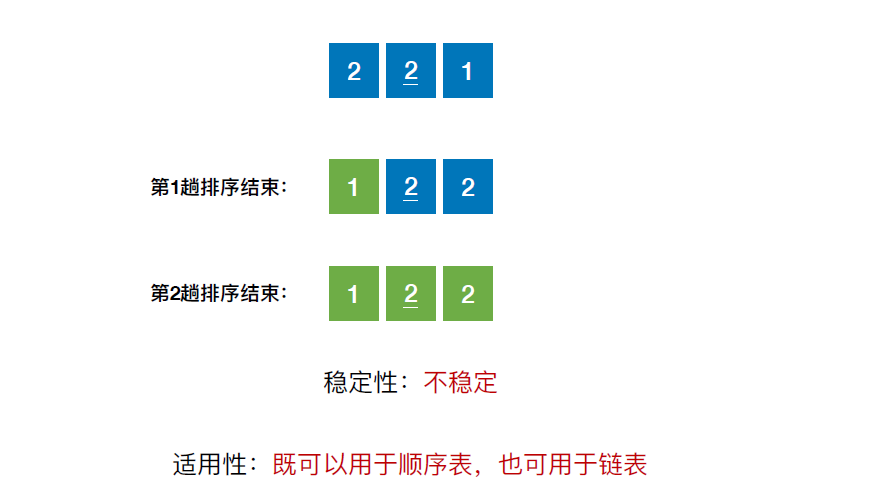 2 2 1
第1趟排序结束： 1 2 2
第2趟排序结束： 1 2 2
稳定性：不稳定
适用性：既可以用于顺序表，也可用于链表